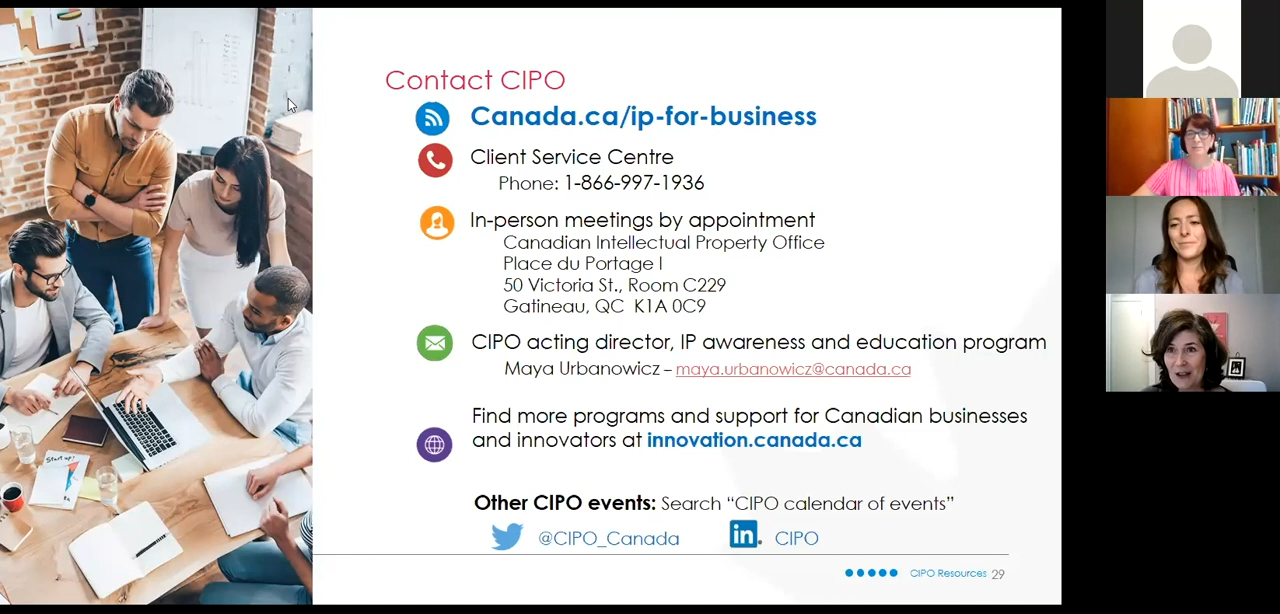 Contact CIPO
Canada.ca/ip-for-business
Client Service Centre
Phone: 1-866-997-1936
In-person meetings by appointment
Canadian Intellectual Property Office
Place du Portage I
50 Victoria St., Room C229
Gatineau, QC K1A 0C9
CIPO acting director, IP awareness and education program
Maya Urbanowicz – maya.urbanowicz@canada.ca
Find more programs and support for Canadian businesses
and innovators at innovation.canada.ca
Other CIPO events: Search “CIPO calendar of events”
@CIPO_Canada
in.
CIPO
CIPO Resources 29
Start up!